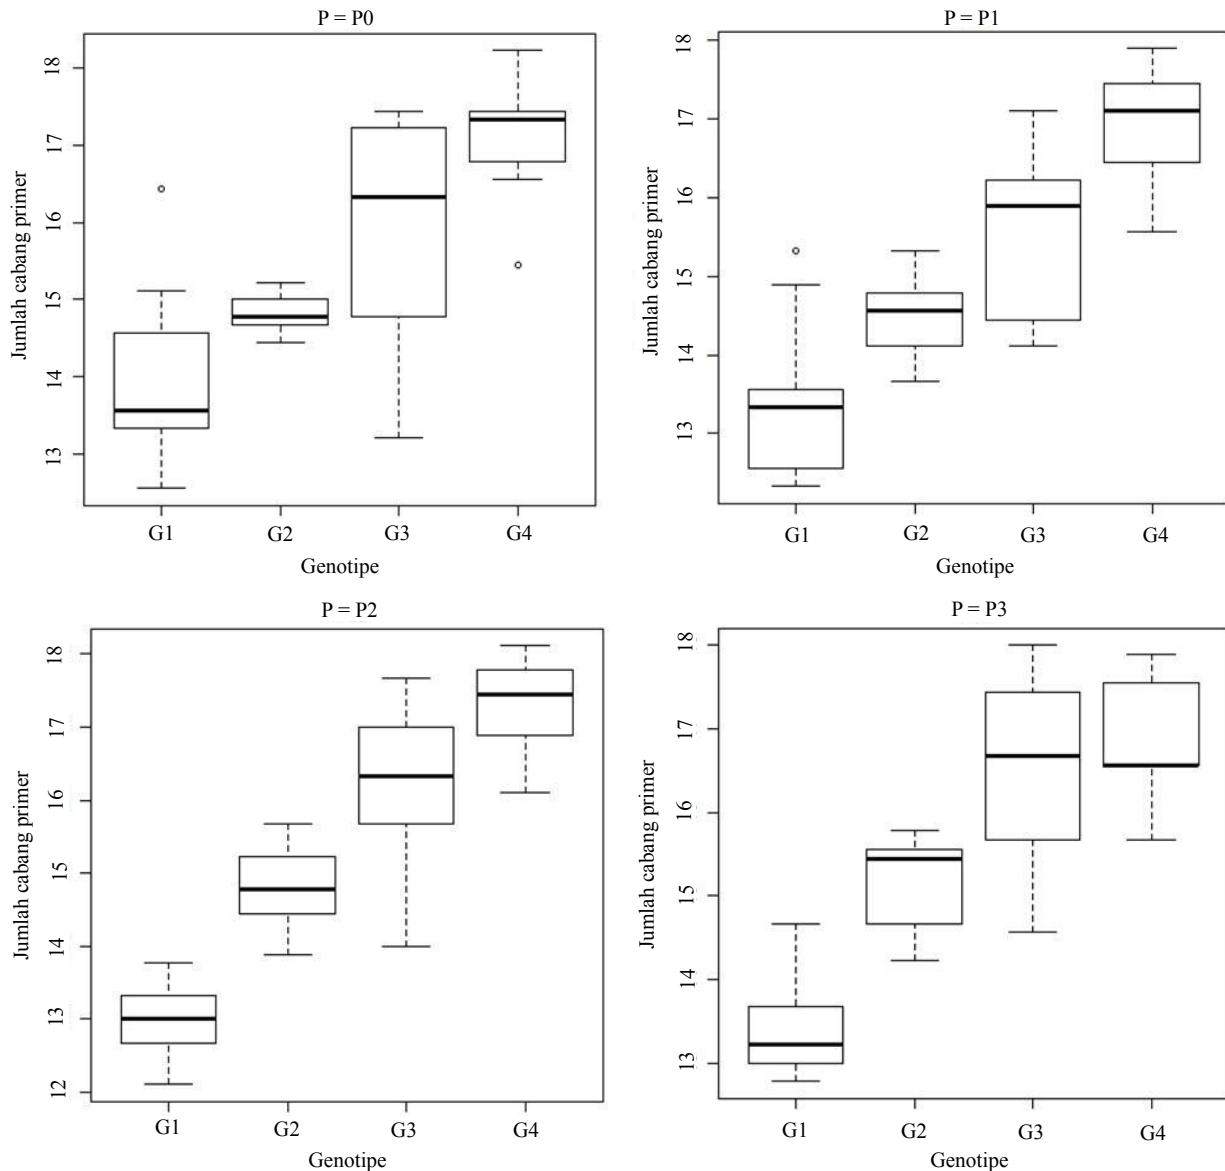 P = P0
Jumlah cabang primer
18
17
16
15
14
13
G1 G2 G3 G4
Genotipe
P = P1
Jumlah cabang primer
18
17
16
15
14
13
G1 G2 G3 G4
Genotipe
P = P2
Jumlah cabang primer
18
17
16
15
14
13
12
G1 G2 G3 G4
Genotipe
P = P3
Jumlah cabang primer
18
17
16
15
14
13
G1 G2 G3 G4
Genotipe